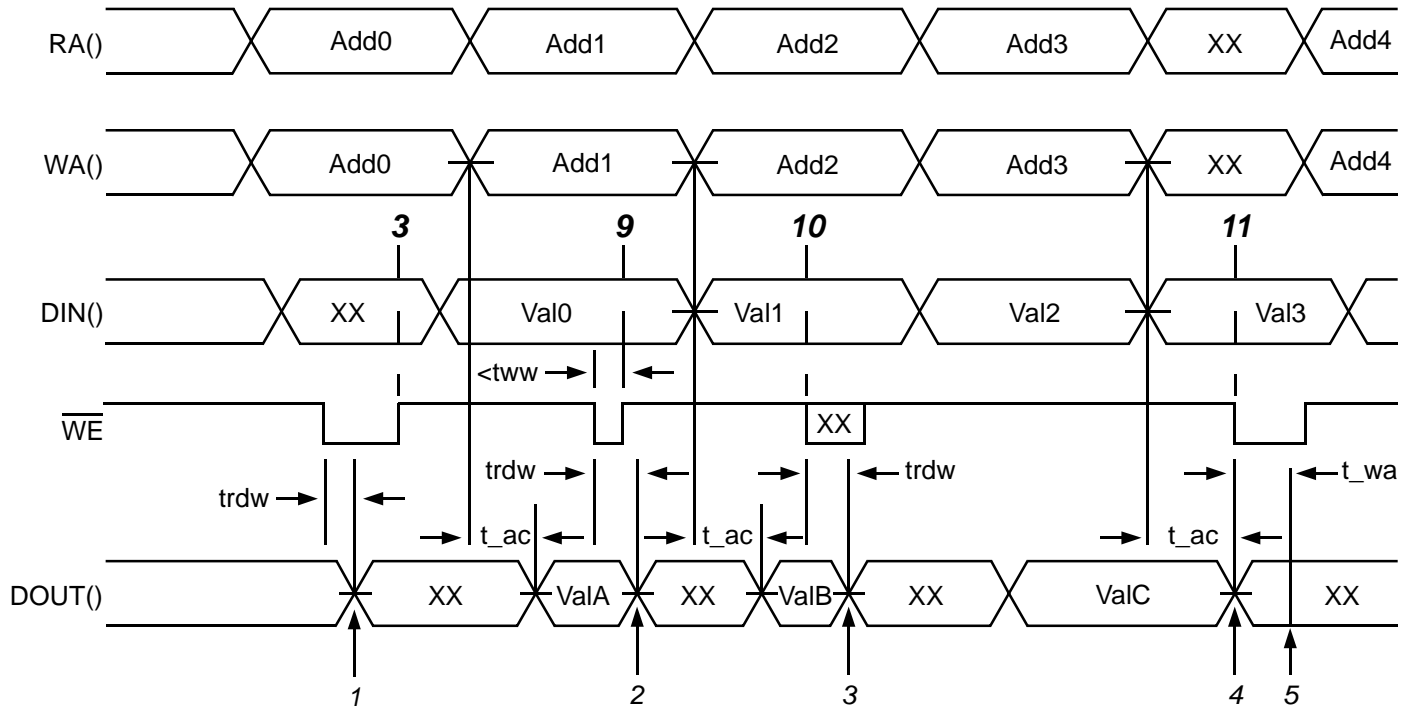 RA() Add0 Add1 Add2 Add3 XX Add4
WA() Add0 Add1 Add2 Add3 XX Add4
3 9 10 11
DIN() XX Val0 Val1 Val2 Val3
<tww
WE XX
trdw trdw trdw t_wa
t_ac t_ac t_ac
DOUT() XX ValA XX ValB XX ValC XX
1 2 3 4 5